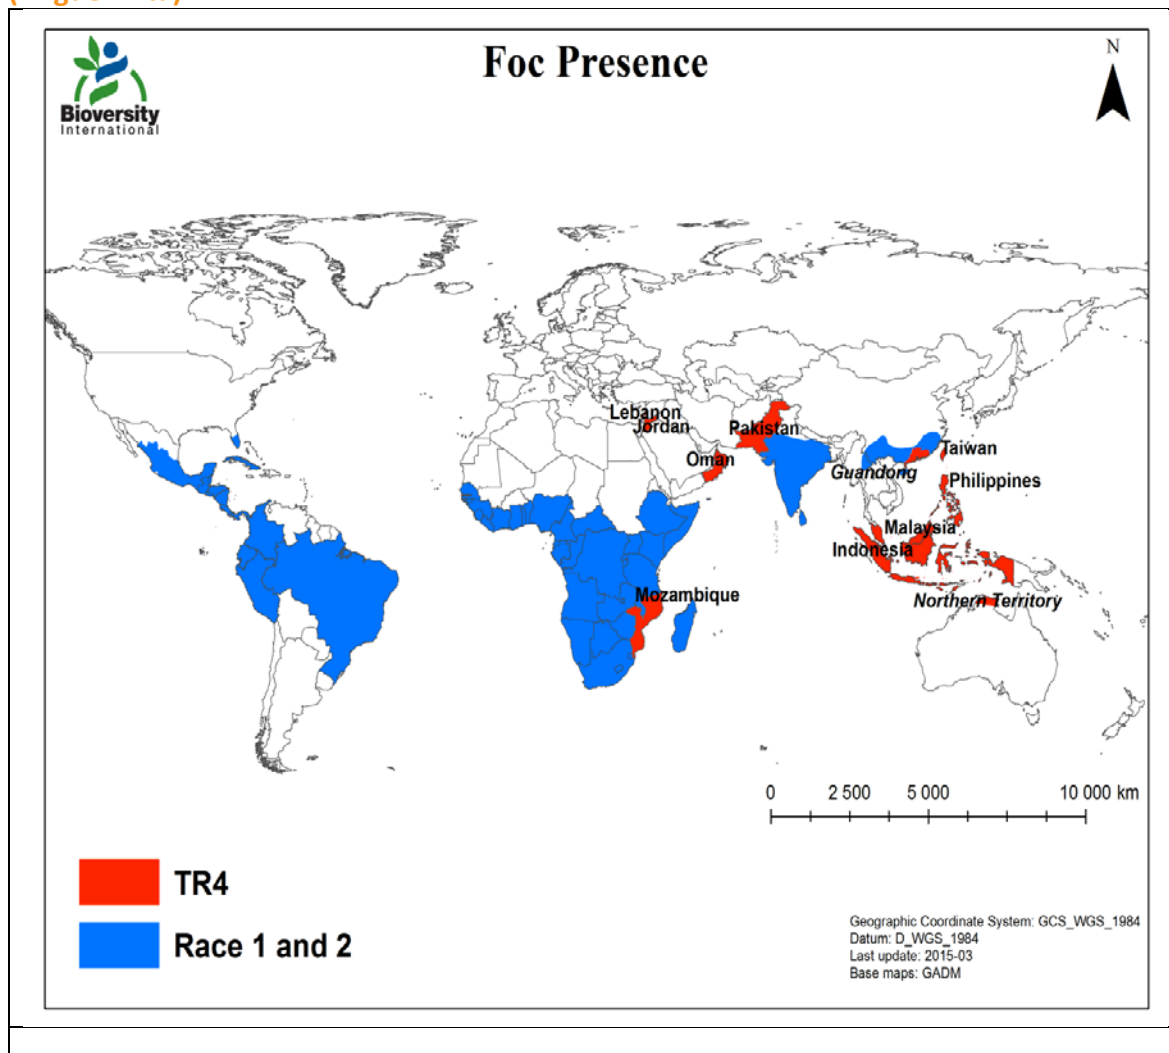 Foc Presence
N
Bioversity
International
Lebanon
Jordan
Pakistan
Oman
Taiwan
Guandong
Philippines
Malaysia
Indonesia
Mozambique
Northern Territory
0 2 500 5 000 10 000 km
TR4
Race 1 and 2
Geographic Coordinate System: GCS_WGS_1984
Datum: D_WGS_1984
Last update: 2015-03
Base maps: GADM